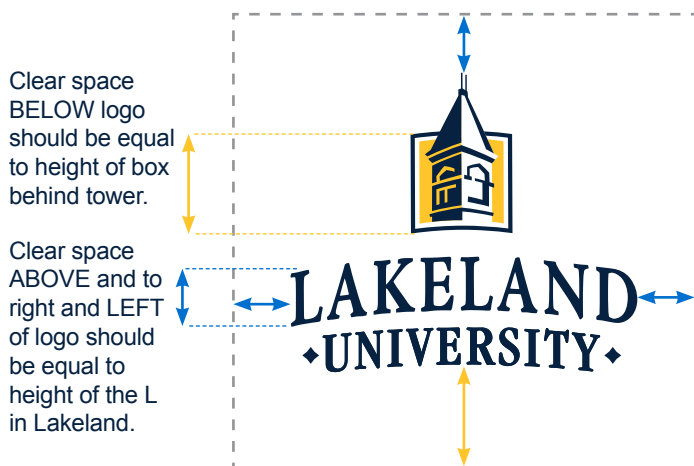 Clear space
BELOW logo
should be equal
to height of box
behind tower.
Clear space
ABOVE and to
right and LEFT
of logo should
be equal to
height of the L
in Lakeland.
LAKELAND
UNIVERSITY